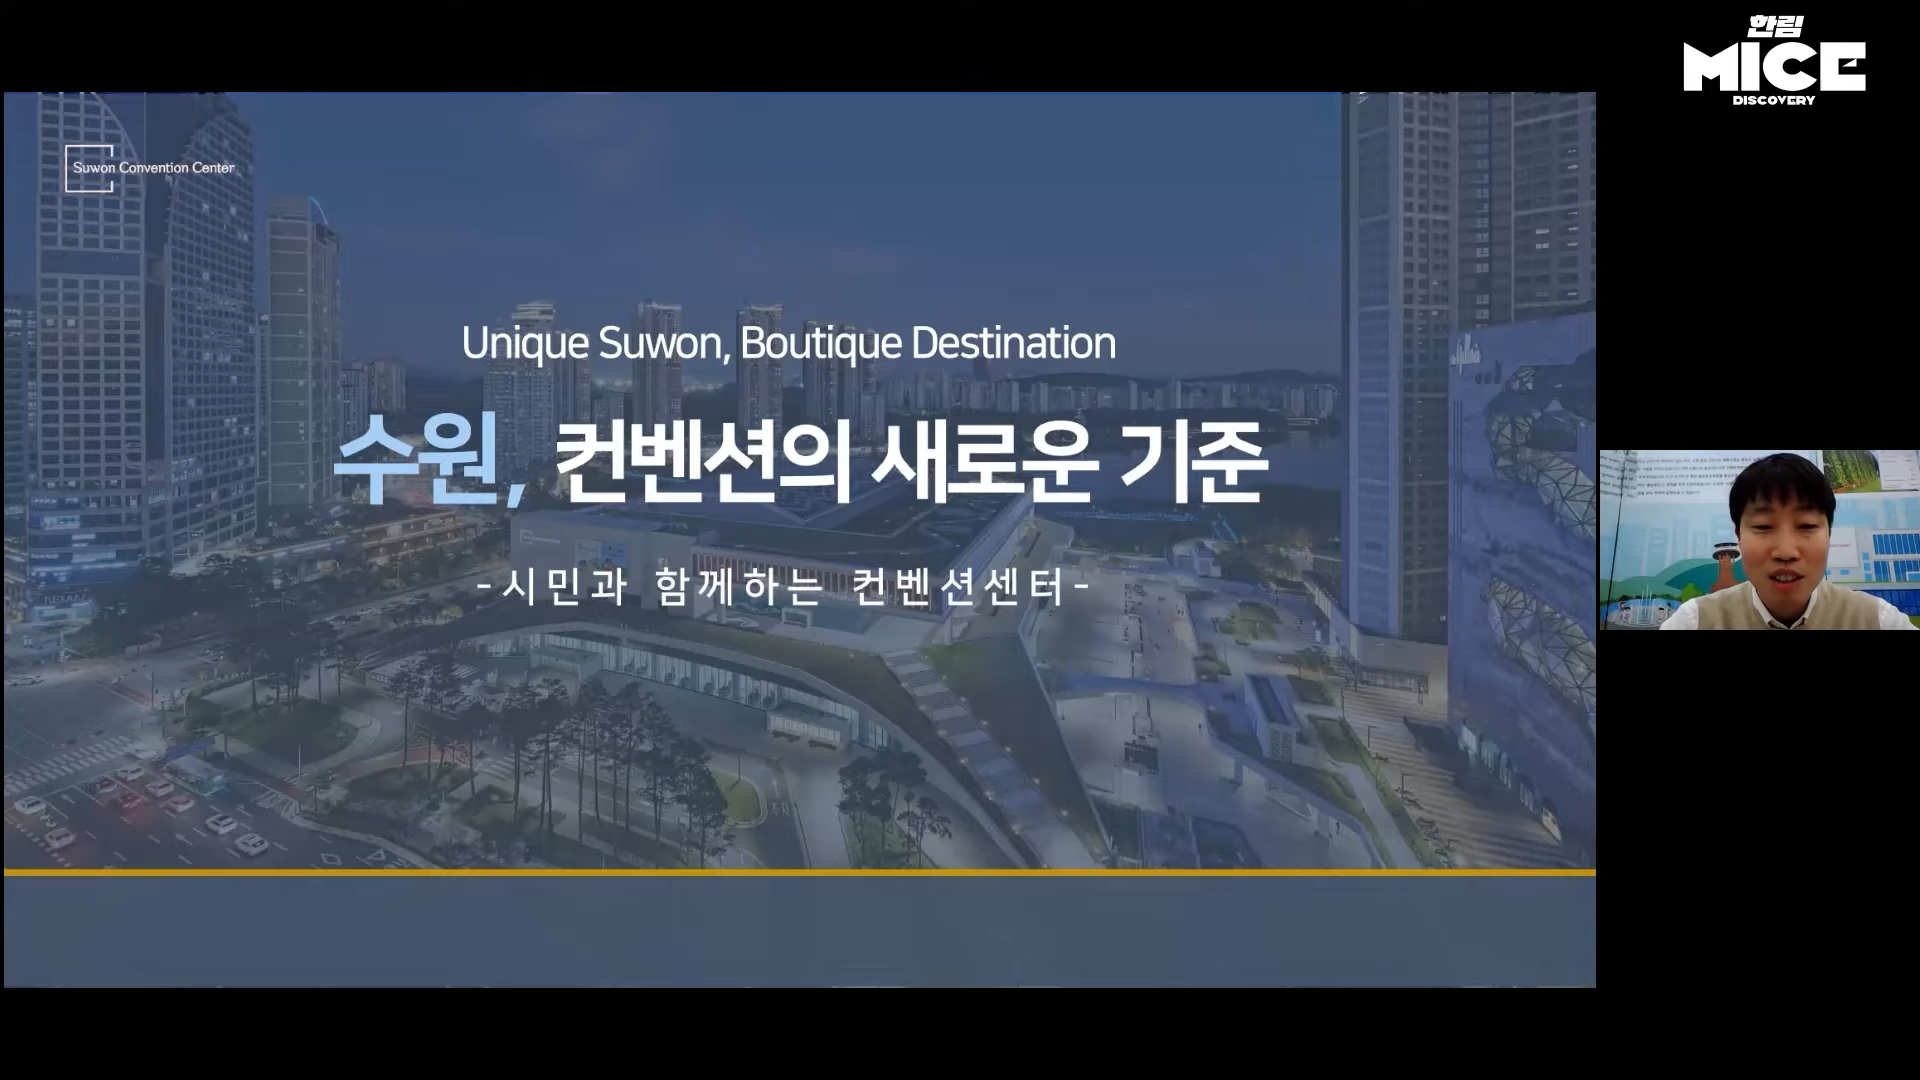 한림
MICE
DISCOVERY
Suwon Convention Center
Unique Suwon, Boutique Destination
수원, 컨벤션의 새로운 기준
-시민과 함께하는 컨벤션센터-